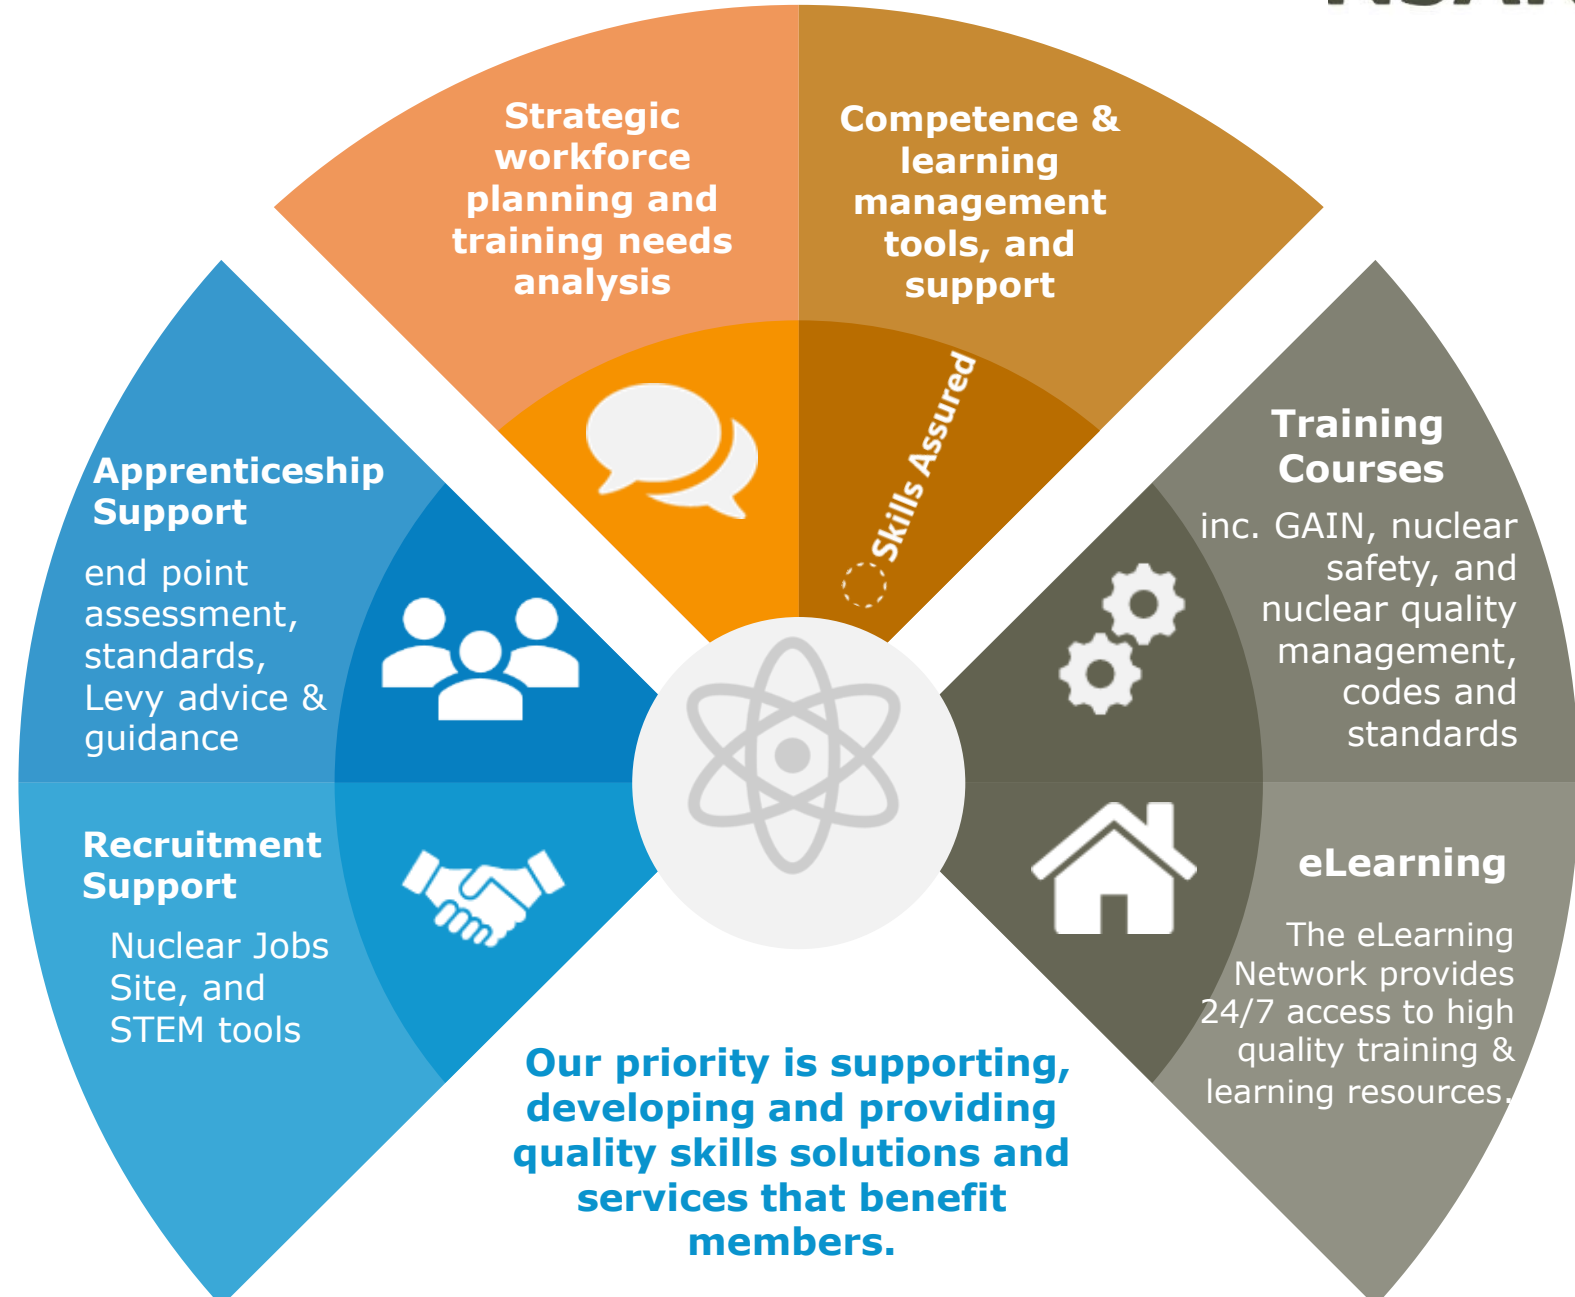 Strategic
workforce
planning and
training needs
analysis
Competence &
learning
management
tools, and
support
Skills Assured
Apprenticeship
Support
end point
assessment,
standards,
Levy advice &
guidance
Recruitment
Support
Nuclear Jobs
Site, and
STEM tools
Training
Courses
inc. GAIN, nuclear
safety, and
nuclear quality
management,
codes and
standards
eLearning
The eLearning
Network provides
24/7 access to high
quality training &
learning resources.
Our priority is supporting,
developing and providing
quality skills solutions and
services that benefit
members.